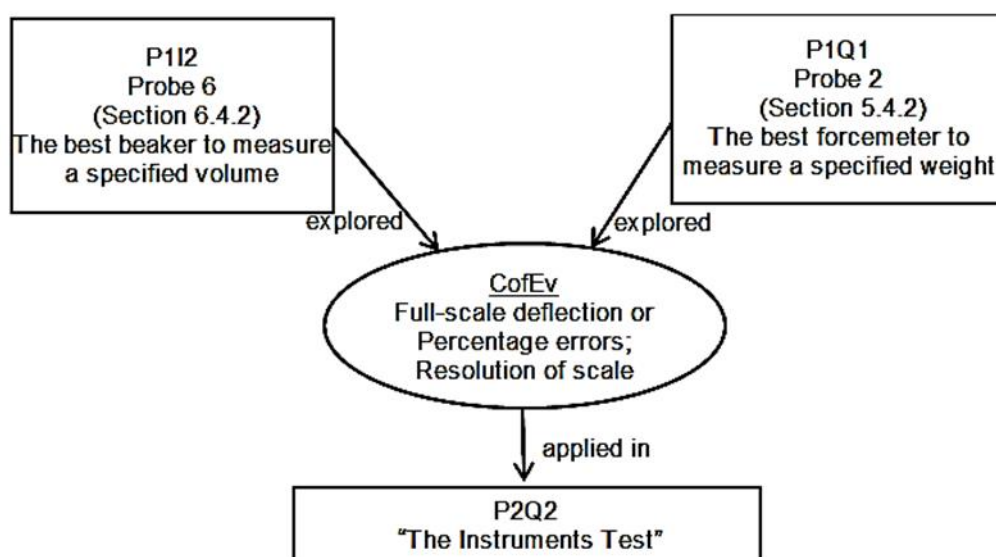 P1I2
Probe 6
(Section 6.4.2)
The best beaker to measure
a specified volume
P1Q1
Probe 2
(Section 5.4.2)
The best forcemeter to
measure a specified weight
explored
explored
CofEv
Full-scale deflection or
Percentage errors;
Resolution of scale
applied in
P2Q2
“The Instruments Test”